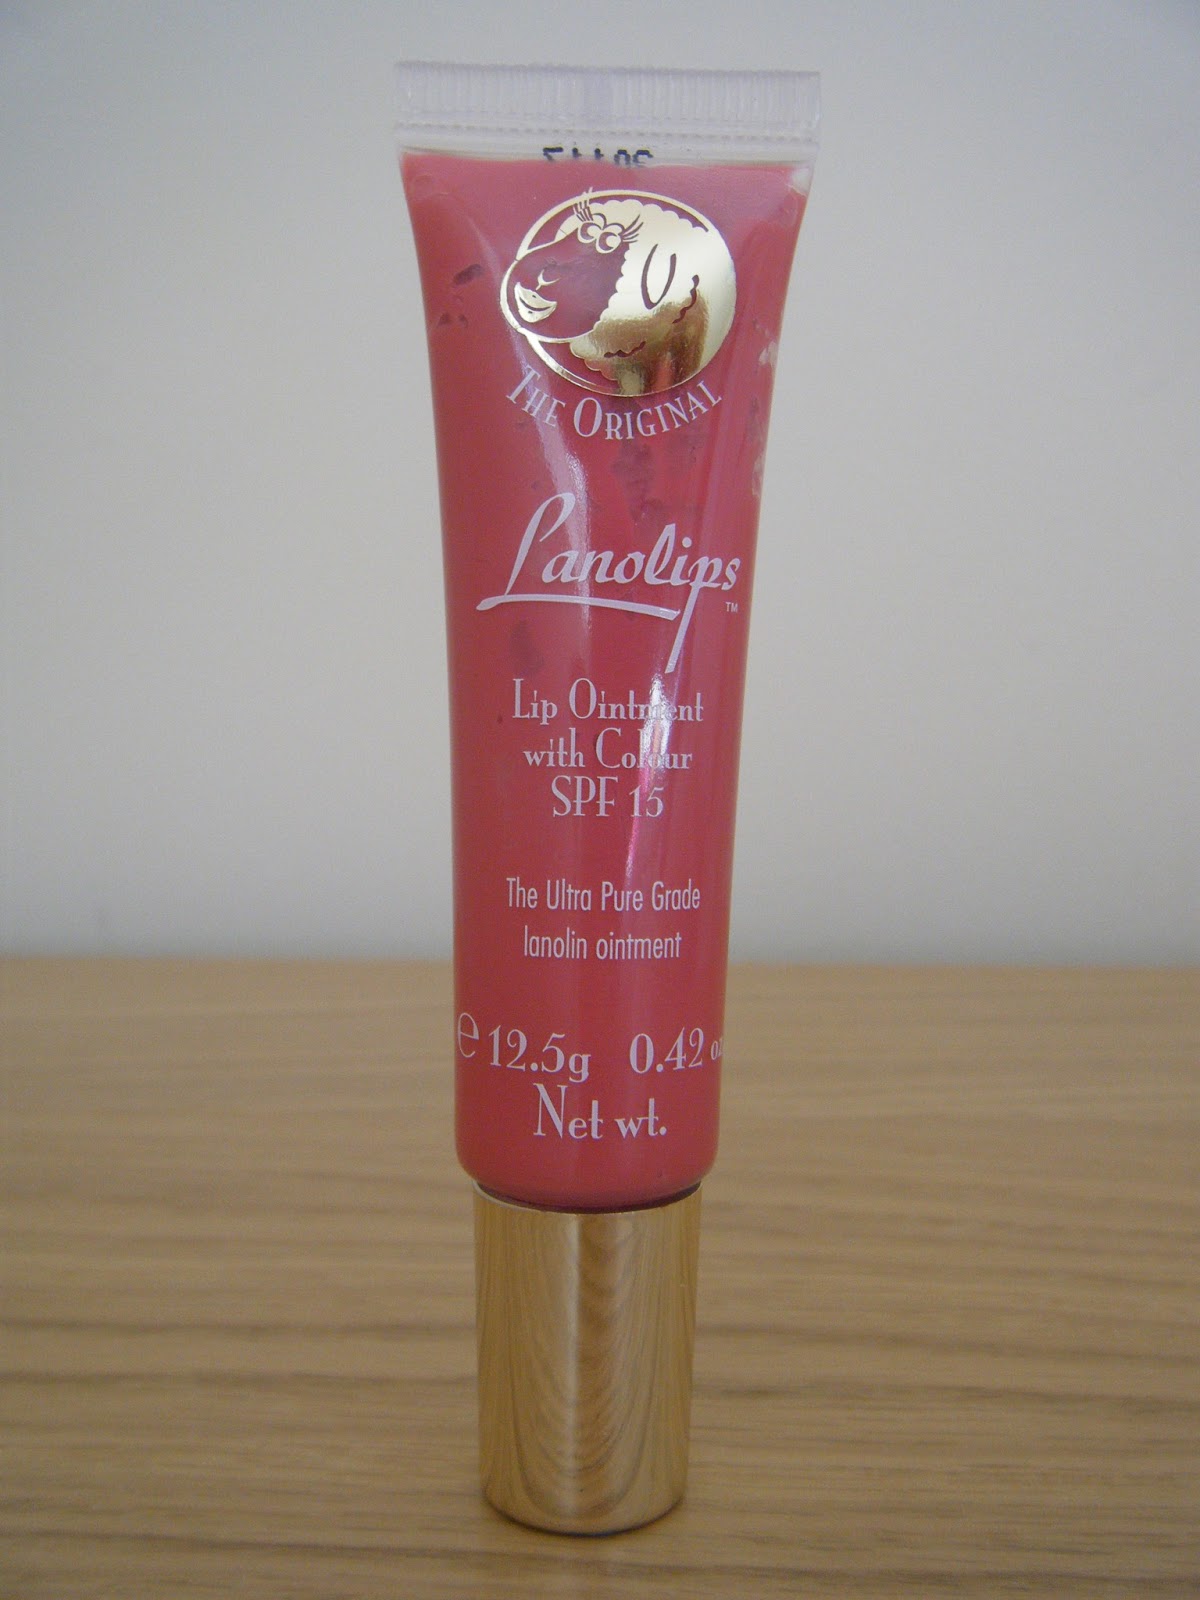 The Original
Lanolips
TM
Lip Ointment
with Colour
SPF 15
The Ultra Pure Grade
lanolin ointment
e 12.5g 0.42 oz
Net wt.